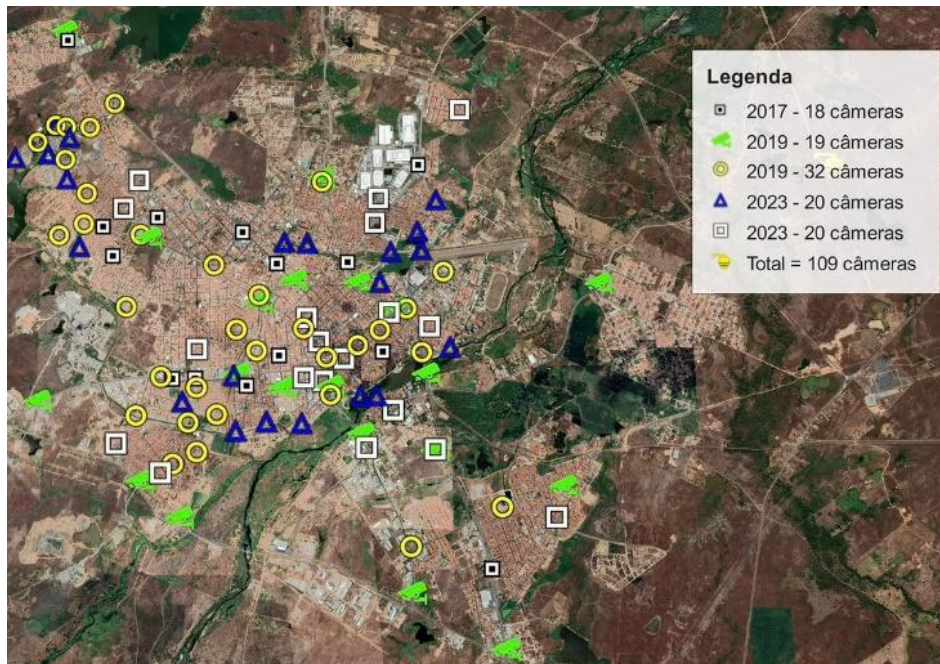 Legenda
2017 - 18 câmeras
2019 - 19 câmeras
2019 - 32 câmeras
2023 - 20 câmeras
2023 - 20 câmeras
Total = 109 câmeras